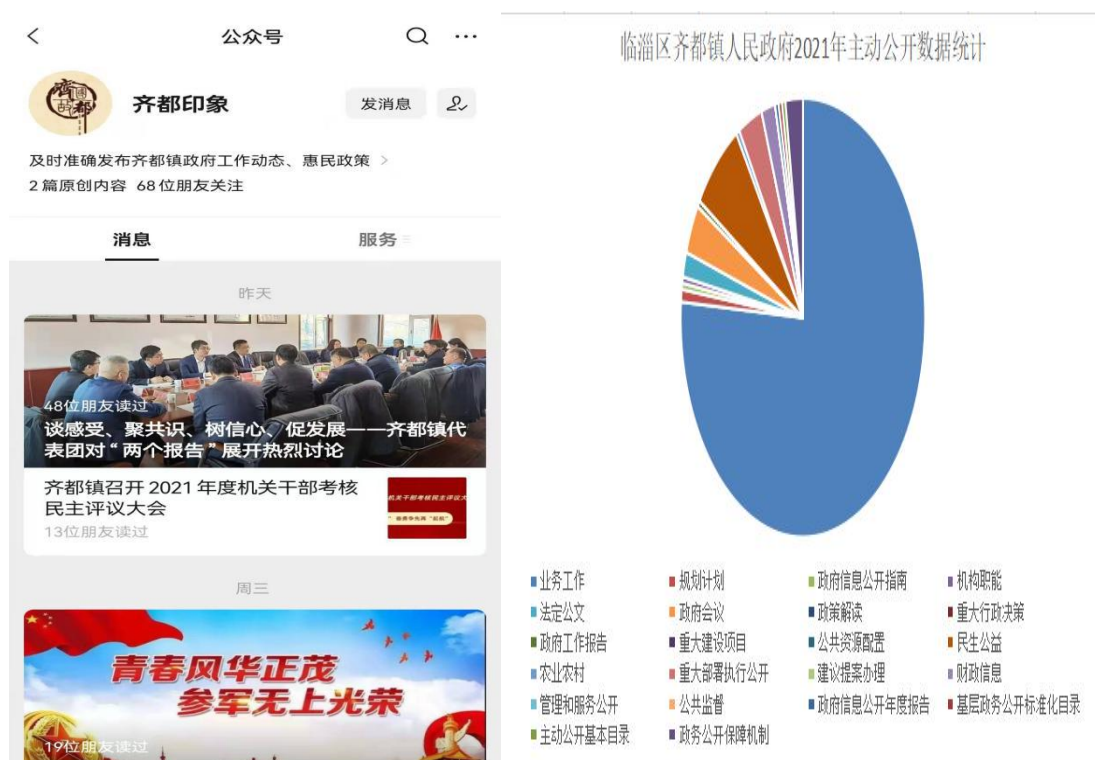 公众号
齐都印象
发消息
及时准确发布齐都镇政府工作动态、惠民政策
2篇原创内容 68位朋友关注
消息 服务
昨天
48位朋友读过
谈感受、聚共识、树信心、促发展——齐都镇代
表团对“两个报告”展开热烈讨论
齐都镇召开2021年度机关干部考核
民主评议大会
13位朋友读过
周三
青春风华正茂
参军无上光荣
19位朋友读过
临淄区齐都镇人民政府2021年主动公开数据统计
业务工作 规划计划 政府信息公开指南 机构职能
法定公文 政府会议 政策解读 重大行政决策
政府工作报告 重大建设项目 公共资源配置 民生公益
农业农村 重大部署执行公开 建议提案办理 财政信息
管理和服务公开 公共监督 政府信息公开年度报告 基层政务公开标准化目录
主动公开基本目录 政务公开保障机制